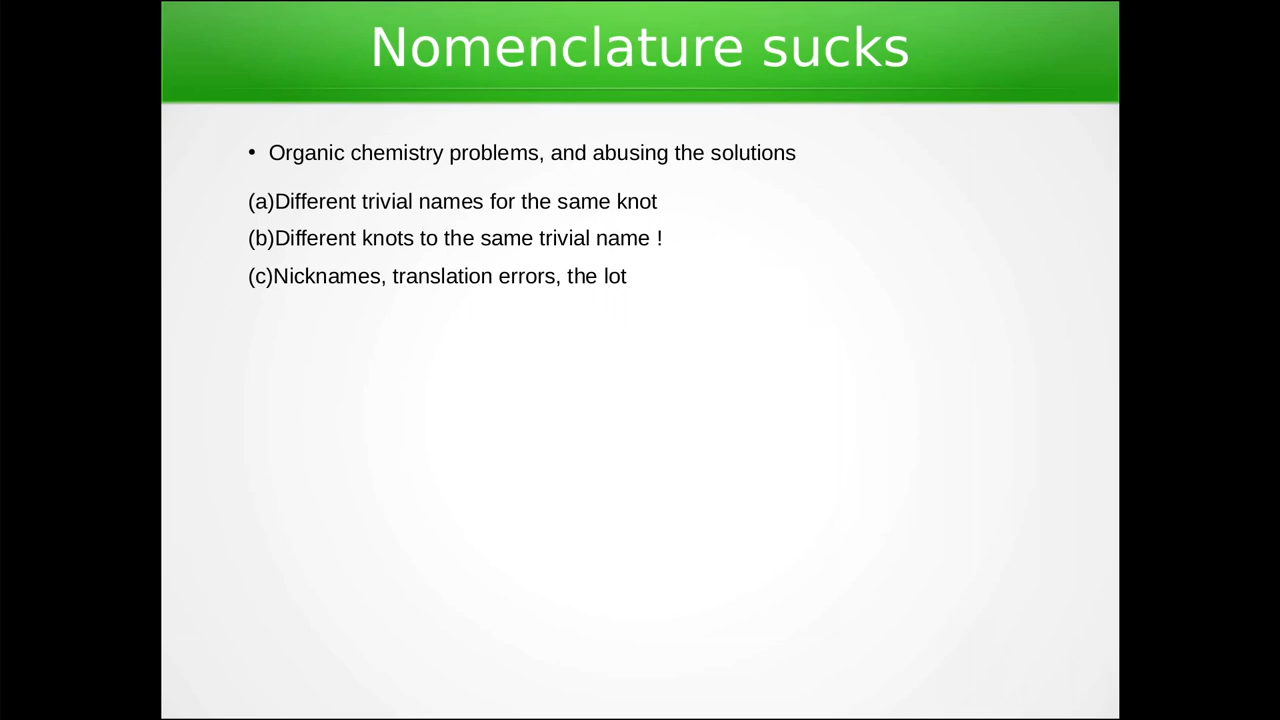 Nomenclature sucks
• Organic chemistry problems, and abusing the solutions
(a)Different trivial names for the same knot
(b)Different knots to the same trivial name !
(c)Nicknames, translation errors, the lot